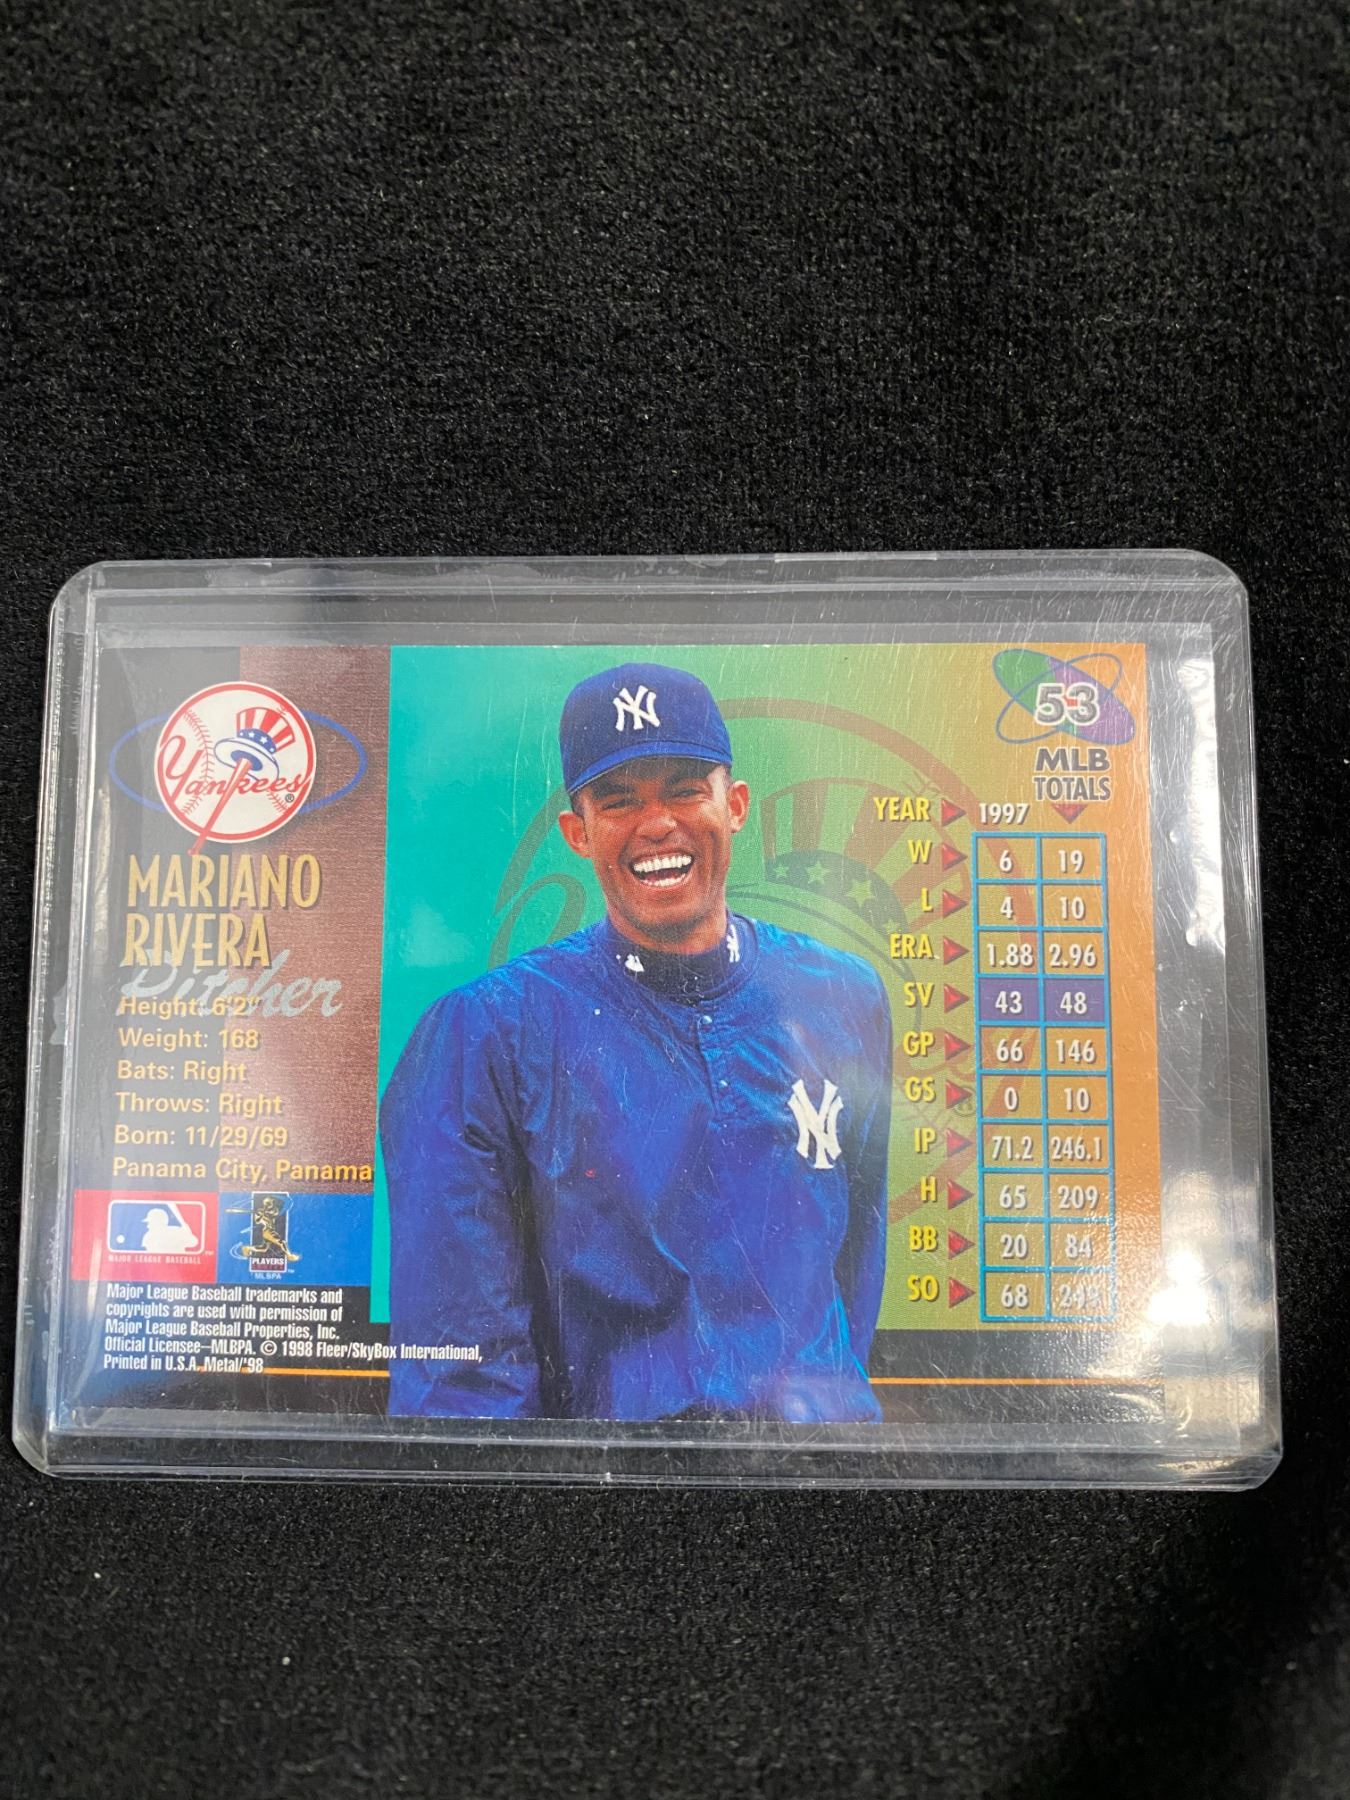 Yankees®
MARIANO
RIVERA
Pitcher
Height: 6'2"
Weight: 168
Bats: Right
Throws: Right
Born: 11/29/69
Panama City, Panama
MAJOR LEAGUE BASEBALL
PLAYERS
MLBPA
Major League Baseball trademarks and
copyrights are used with permission of
Major League Baseball Properties, Inc.
Official Licensee–MLBPA. © 1998 Fleer/SkyBox International,
Printed in U.S.A. Metal/'98
NY
NY
53
MLB
TOTALS
YEAR 1997
W 6 19
L 4 10
ERA 1.88 2.96
SV 43 48
GP 66 146
GS 0 10
IP 71.2 246.1
H 65 209
BB 20 84
SO 68